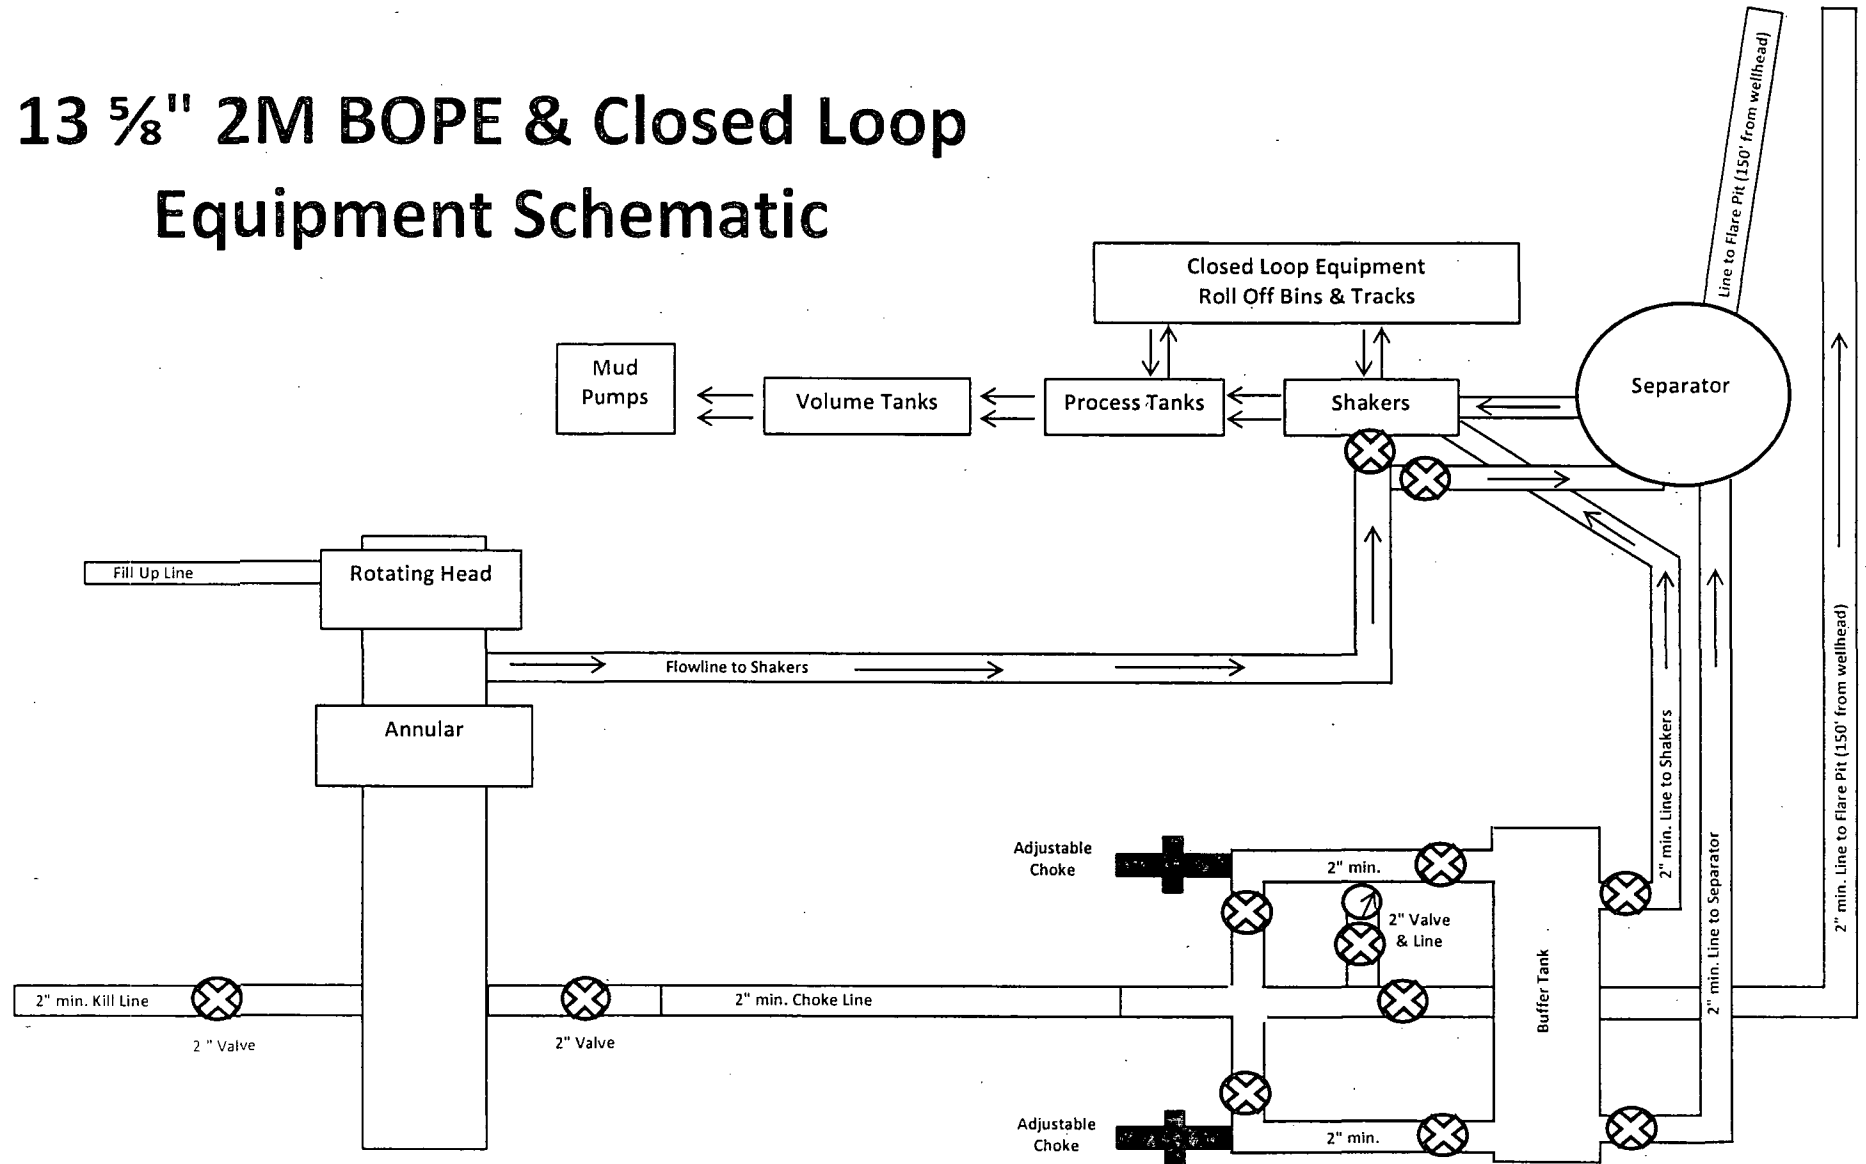 13 ⅝" 2M BOPE & Closed Loop
Equipment Schematic
Line to Flare Pit (150' from wellhead)
Closed Loop Equipment
Roll Off Bins & Tracks
Mud
Pumps
Volume Tanks
Process Tanks
Shakers
Separator
Fill Up Line
Rotating Head
Flowline to Shakers
Annular
2" min. Line to Shakers
2" min. Line to Separator
2" min. Line to Flare Pit (150' from wellhead)
Adjustable
Choke
2" min.
2" Valve
& Line
2" min. Kill Line
2" min. Choke Line
Buffer Tank
2 " Valve
2" Valve
Adjustable
Choke
2" min.